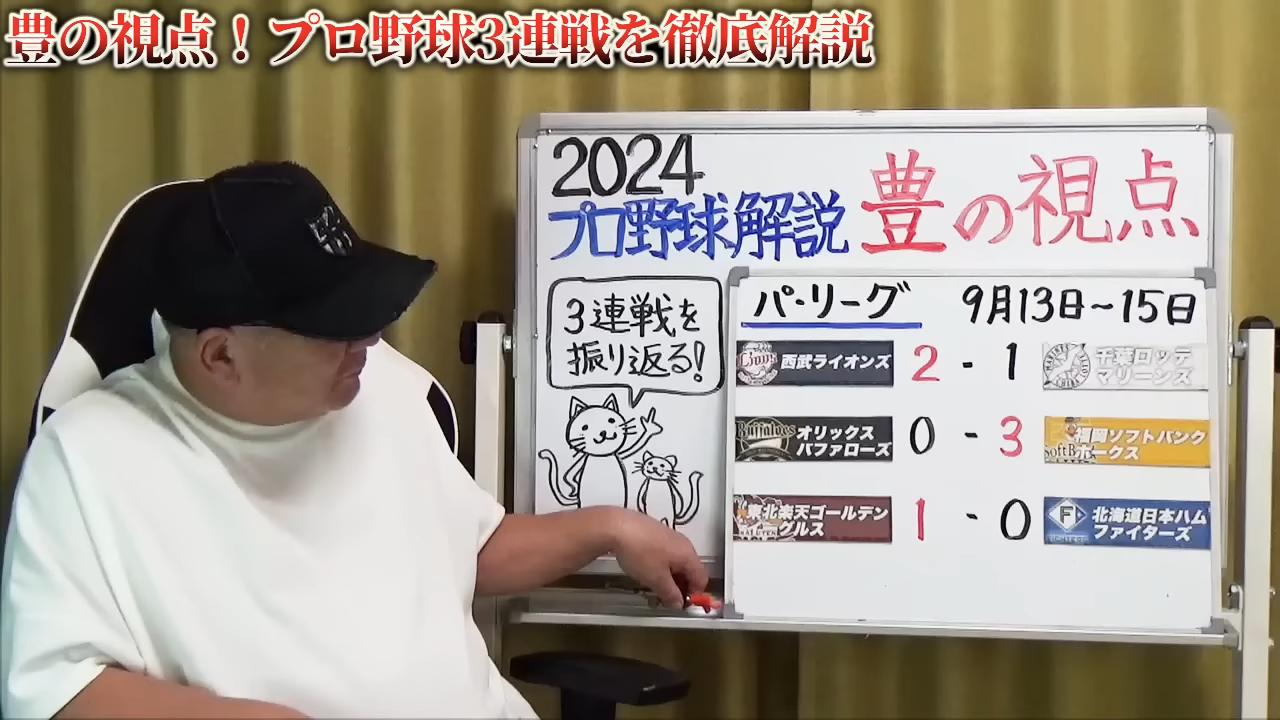 豊の視点！プロ野球3連戦を徹底解説
2024
プロ野球解説 豊の視点
3連戦を
振り返る!
パ・リーグ 9月13日～15日
Lions 西武ライオンズ 2 - 1 千葉ロッテ
マリーンズ
Buffaloes オリックス
バファローズ 0 - 3 福岡ソフトバンク
ホークス
東北楽天ゴールデン
グルス 1 - 0 F 北海道日本ハム
ファイターズ